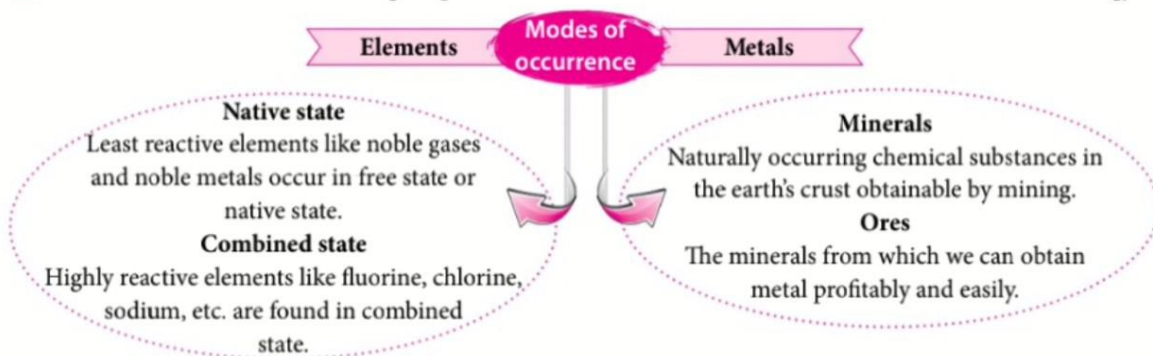 Elements
Modes of
occurrence
Metals
Native state
Least reactive elements like noble gases
and noble metals occur in free state or
native state.
Combined state
Highly reactive elements like fluorine, chlorine,
sodium, etc. are found in combined
state.
Minerals
Naturally occurring chemical substances in
the earth's crust obtainable by mining.
Ores
The minerals from which we can obtain
metal profitably and easily.